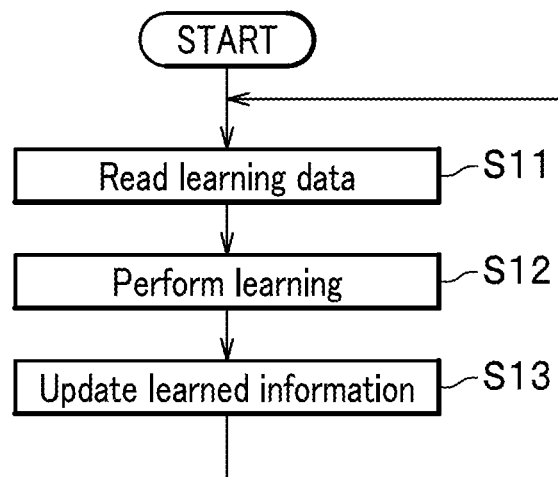 START
Read learning data
S11
Perform learning
S12
Update learned information
S13